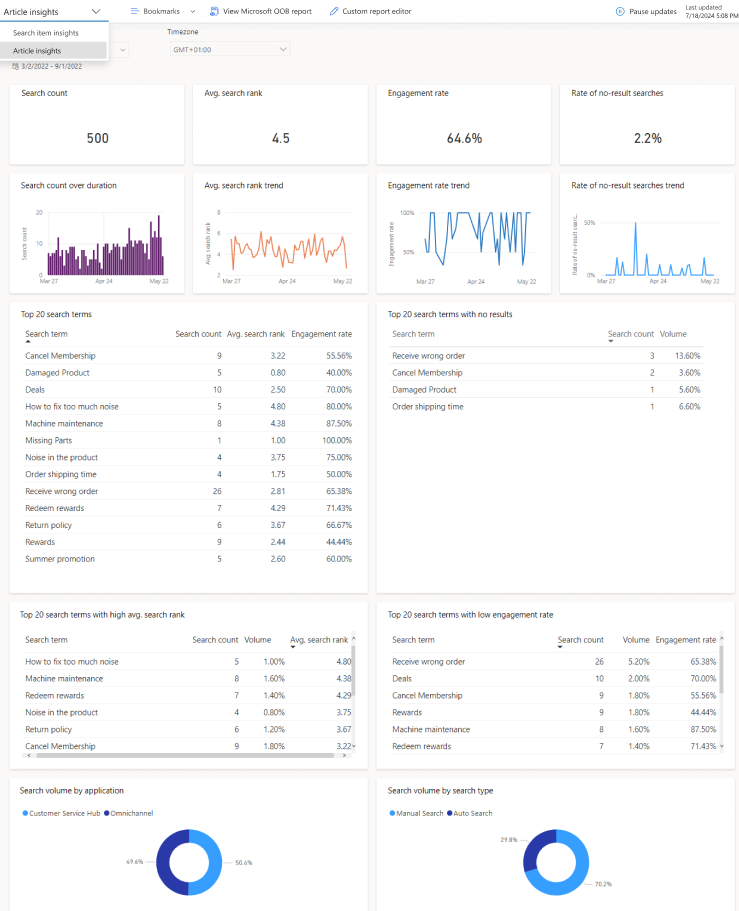 Article insights Bookmarks View Microsoft OOB report Custom report editor Pause updates Last updated
7/18/2024 5:08 PM
Search item insights
Article insights
Timezone
GMT+01:00
3/2/2022 - 9/1/2022
Search count Avg. search rank Engagement rate Rate of no-result searches
500 4.5 64.6% 2.2%
Search count over duration Avg. search rank trend Engagement rate trend Rate of no-result searches trend
Search count
20
10
0
Mar 27 Apr 24 May 22
Avg. search rank
8
6
4
2
Mar 27 Apr 24 May 22
Engagement rate
100%
50%
Mar 27 Apr 24 May 22
Rate of no-result searc...
50%
0%
Mar 27 Apr 24 May 22
Top 20 search terms
Search term Search count Avg. search rank Engagement rate
Cancel Membership 9 3.22 55.56%
Damaged Product 5 0.80 40.00%
Deals 10 2.50 70.00%
How to fix too much noise 5 4.80 80.00%
Machine maintenance 8 4.38 87.50%
Missing Parts 1 1.00 100.00%
Noise in the product 4 3.75 75.00%
Order shipping time 4 1.75 50.00%
Receive wrong order 26 2.81 65.38%
Redeem rewards 7 4.29 71.43%
Return policy 6 3.67 66.67%
Rewards 9 2.44 44.44%
Summer promotion 5 2.60 60.00%
Top 20 search terms with no results
Search term Search count Volume
Receive wrong order 3 13.60%
Cancel Membership 2 3.60%
Damaged Product 1 5.60%
Order shipping time 1 6.60%
Top 20 search terms with high avg. search rank
Search term Search count Volume Avg. search rank
How to fix too much noise 5 1.00% 4.80
Machine maintenance 8 1.60% 4.38
Redeem rewards 7 1.40% 4.29
Noise in the product 4 0.80% 3.75
Return policy 6 1.20% 3.67
Cancel Membership 9 1.80% 3.22
Top 20 search terms with low engagement rate
Search term Search count Volume Engagement rate
Receive wrong order 26 5.20% 65.38%
Deals 10 2.00% 70.00%
Cancel Membership 9 1.80% 55.56%
Rewards 9 1.80% 44.44%
Machine maintenance 8 1.60% 87.50%
Redeem rewards 7 1.40% 71.43%
Search volume by application
Customer Service Hub Omnichannel
49.6% 50.4%
Search volume by search type
Manual Search Auto Search
29.8%
70.2%